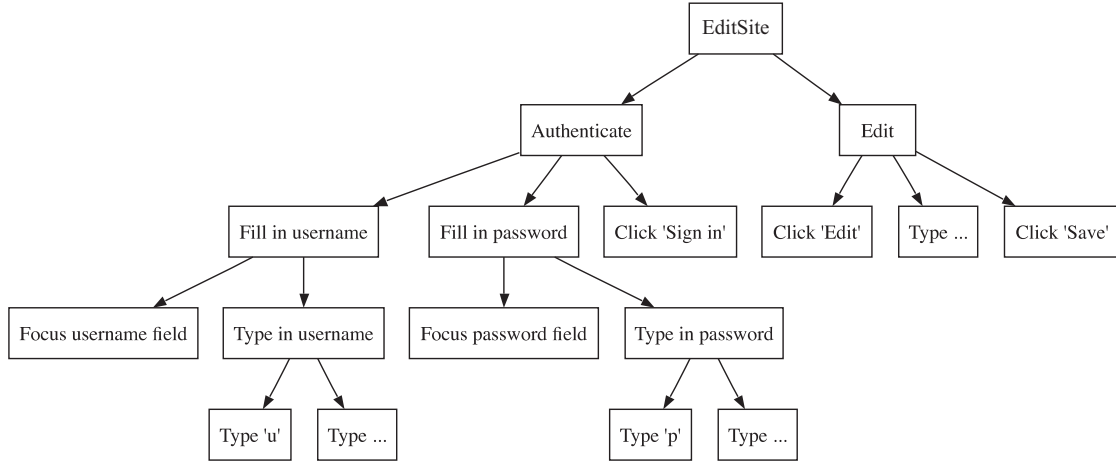 EditSite
Authenticate
Edit
Fill in username
Fill in password
Click 'Sign in'
Click 'Edit'
Type ...
Click 'Save'
Focus username field
Type in username
Focus password field
Type in password
Type 'u'
Type ...
Type 'p'
Type ...